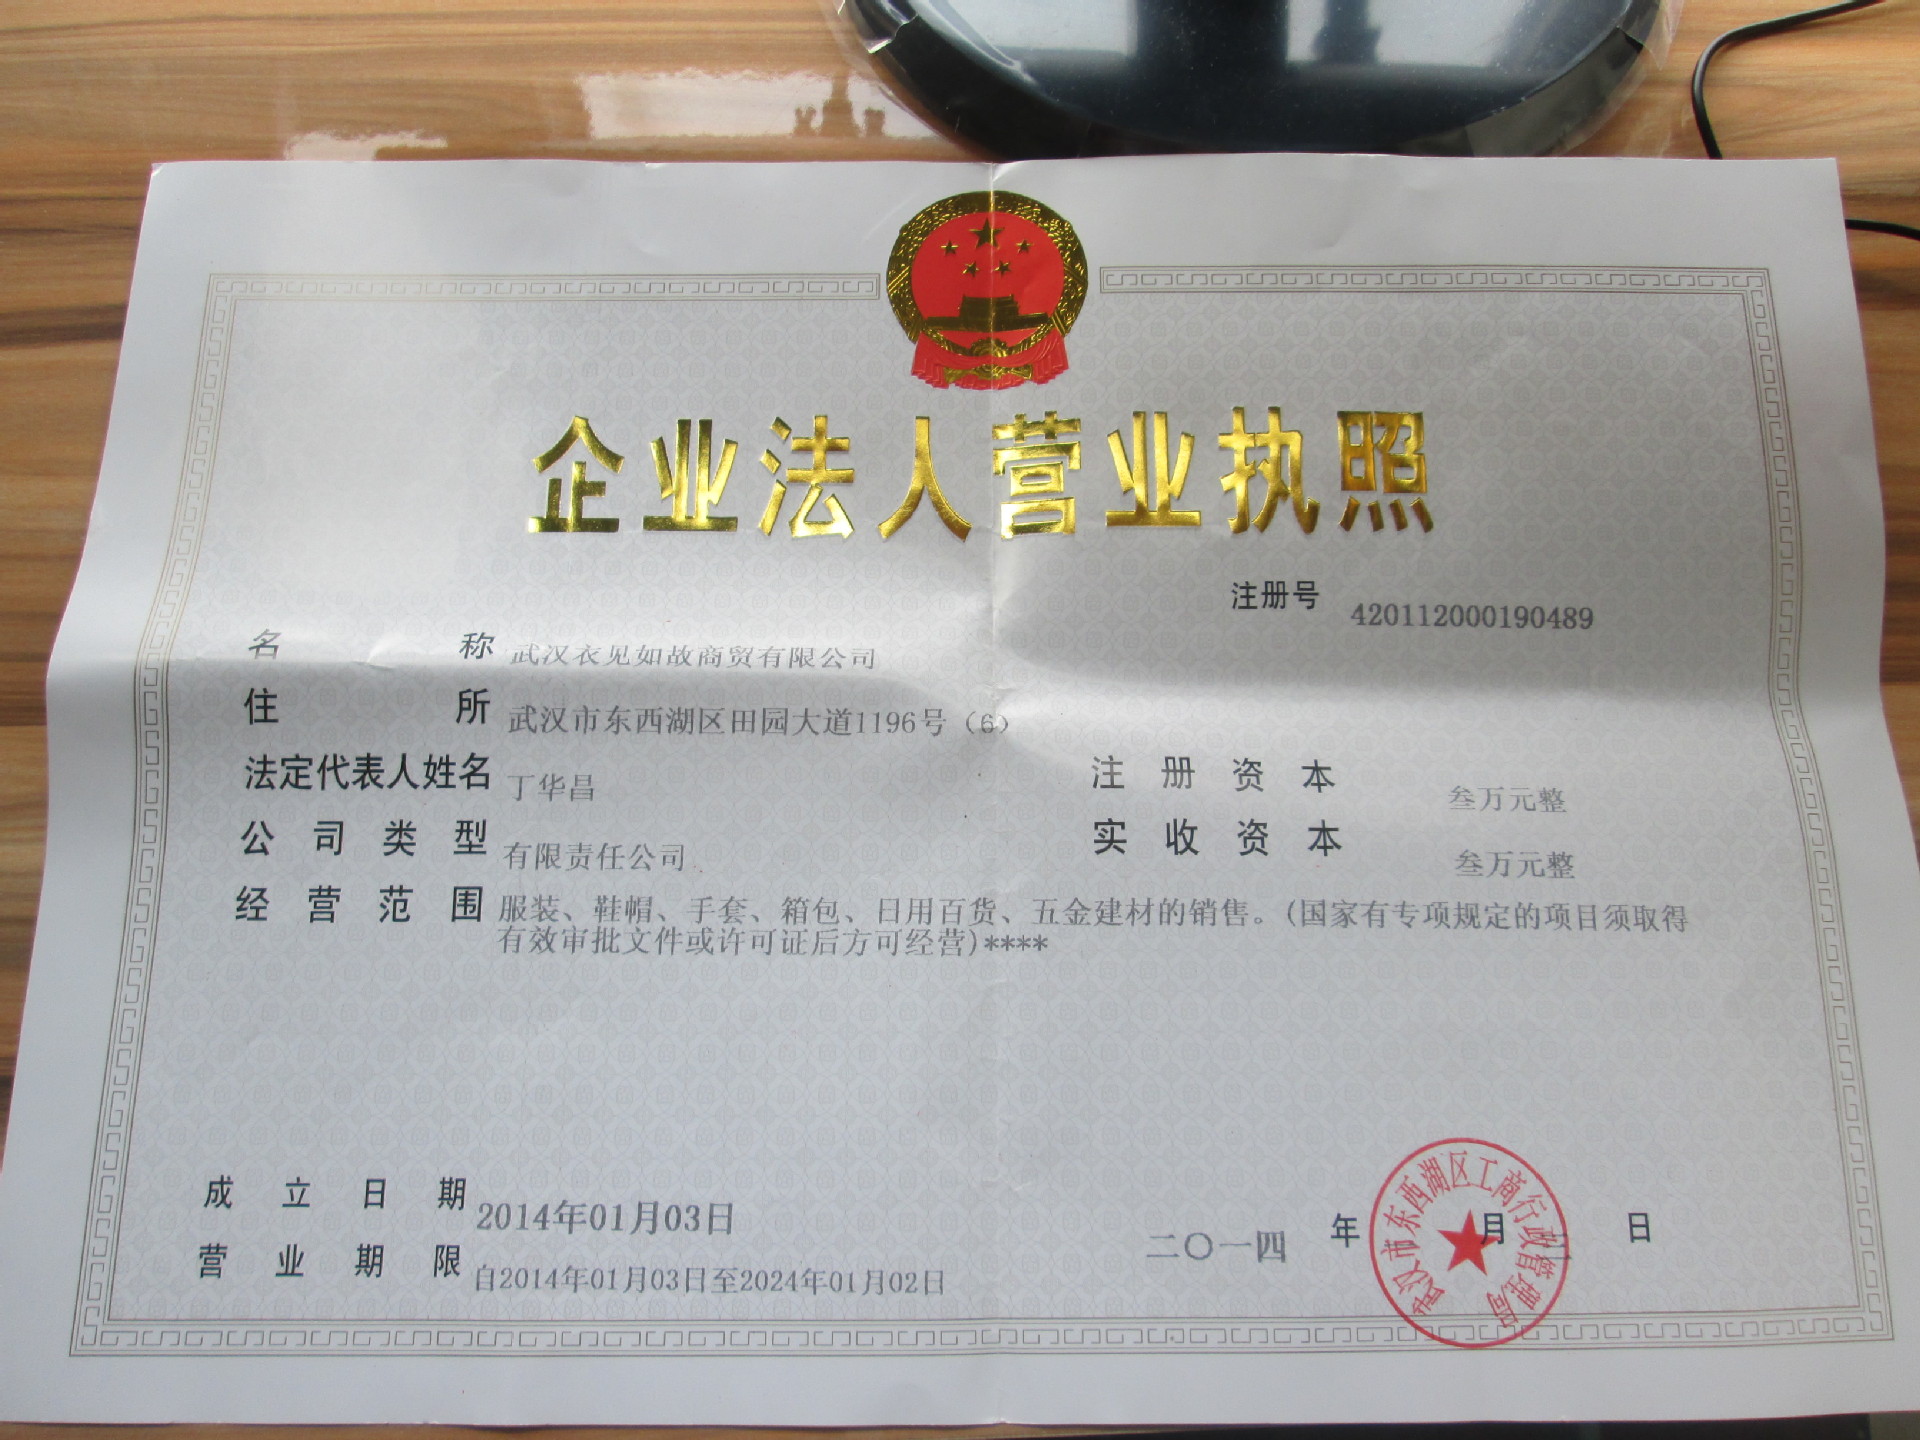 企业法人营业执照
注册号 420112000190489
名称 武汉衣见如故商贸有限公司
住所 武汉市东西湖区田园大道1196号（6）
法定代表人姓名 丁华昌
注册资本 叁万元整
公司类型 有限责任公司
实收资本 叁万元整
经营范围 服装、鞋帽、手套、箱包、日用百货、五金建材的销售。(国家有专项规定的项目须取得
有效审批文件或许可证后方可经营)****
成立日期 2014年01月03日
营业期限 自2014年01月03日至2024年01月02日
二〇一四 年 月 日
武汉市东西湖区工商行政管理局